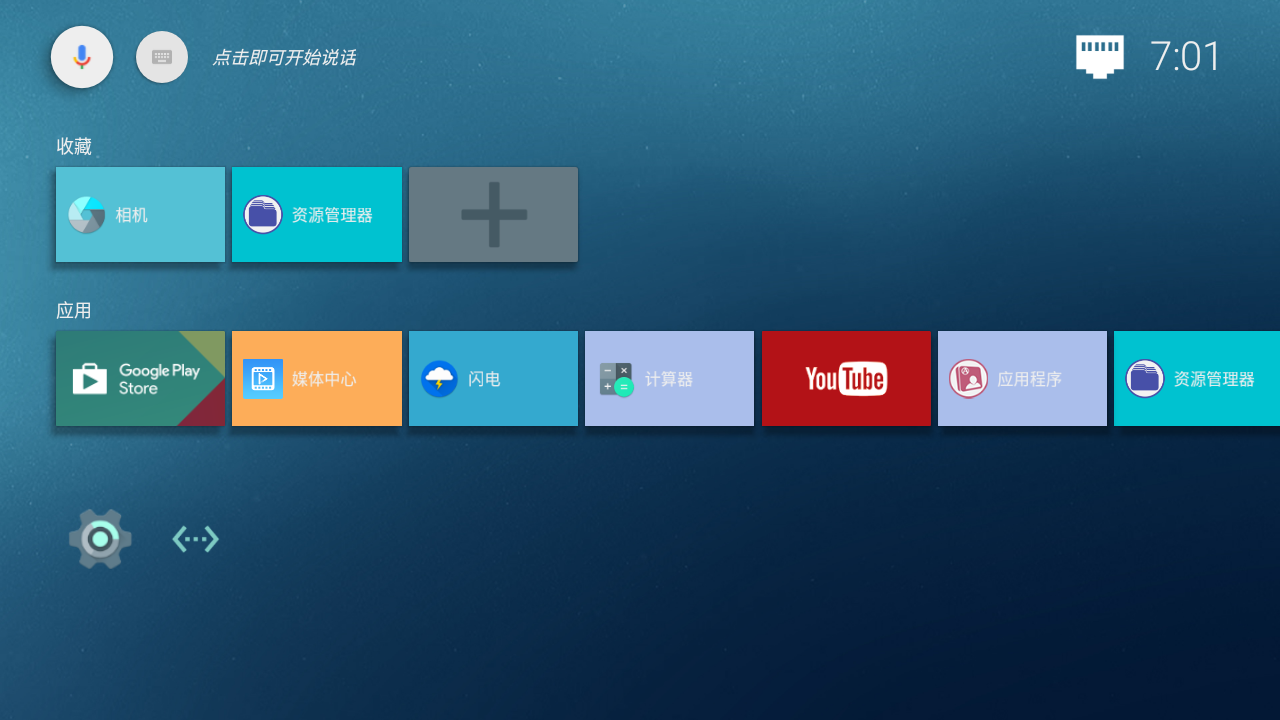 点击即可开始说话
7:01
收藏
相机
资源管理器
应用
Google Play
Store
媒体中心
闪电
计算器
YouTube
应用程序
资源管理器